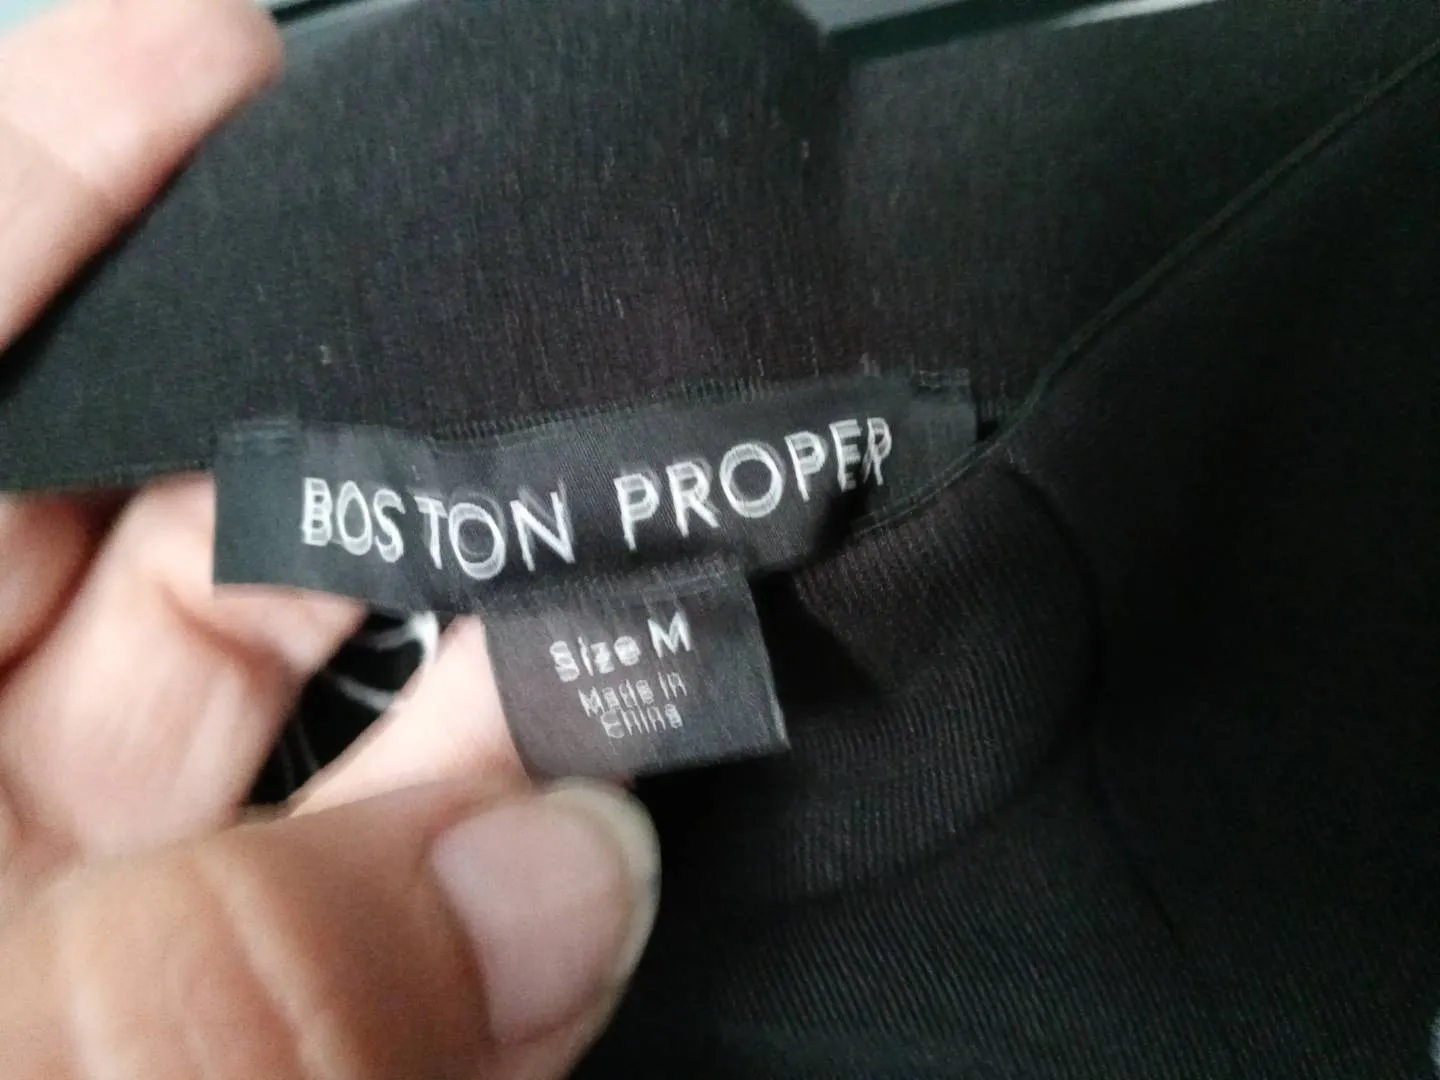 BOSTON PROPER
Size M
Made in
China